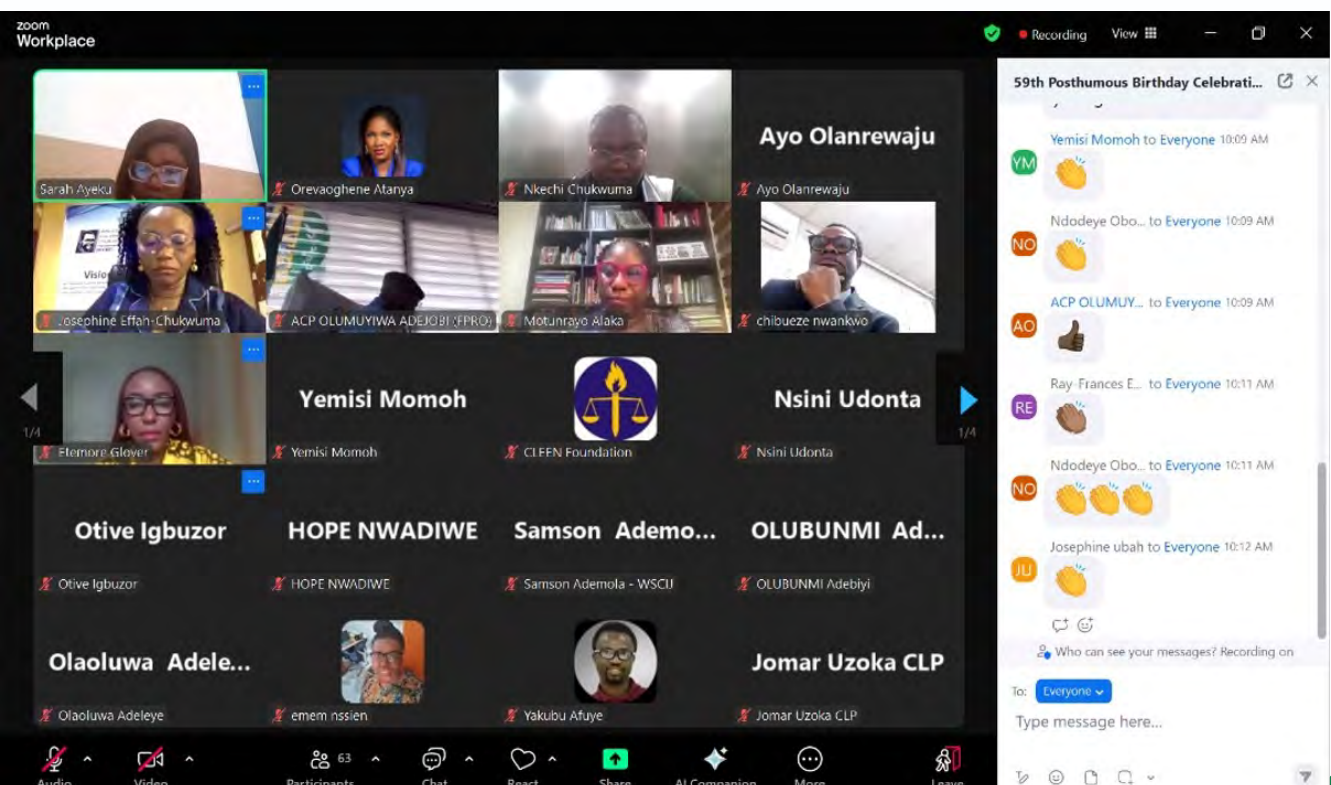 zoom
Workplace
Recording
View
59th Posthumous Birthday Celebrati...
Sarah Ayeku
Orevaoghene Atanya
Nkechi Chukwuma
Ayo Olanrewaju
Ayo Olanrewaju
Vision
Josephine Effah-Chukwuma
ACP OLUMUYIWA ADEJOBI (FPRO)
Motunrayo Alaka
chibueze nwankwo
1/4
Etemore Glover
Yemisi Momoh
Yemisi Momoh
CLEEN Foundation
Nsini Udonta
Nsini Udonta
1/4
Otive Igbuzor
Otive Igbuzor
HOPE NWADIWE
HOPE NWADIWE
Samson Ademo...
Samson Ademola - WSCIJ
OLUBUNMI Ad...
OLUBUNMI Adebiyi
Olaoluwa Adele...
Olaoluwa Adeleye
emem nssien
Yakubu Afuye
Jomar Uzoka CLP
Jomar Uzoka CLP
Yemisi Momoh to Everyone 10:09 AM
YM
Ndodeye Obo... to Everyone 10:09 AM
NO
ACP OLUMUY... to Everyone 10:09 AM
AO
Ray-Frances E... to Everyone 10:11 AM
RE
Ndodeye Obo... to Everyone 10:11 AM
NO
Josephine ubah to Everyone 10:12 AM
JU
Who can see your messages? Recording on
To: Everyone
Type message here...
Audio
Video
63
Participants
Chat
React
Share
AI Companion
More
Leave